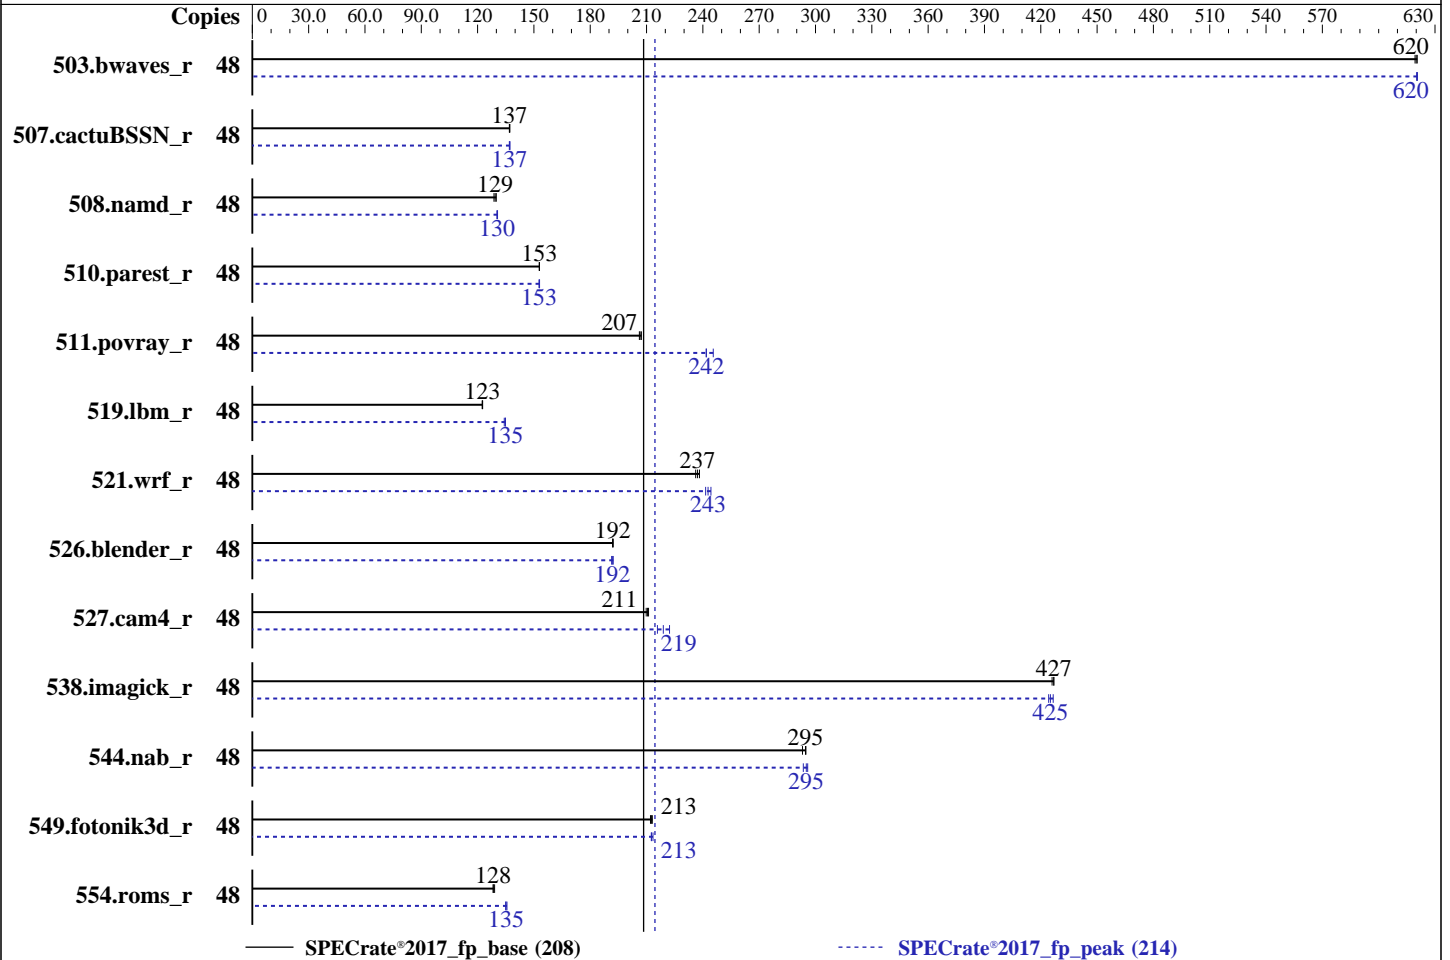 Copies 0 30.0 60.0 90.0 120 150 180 210 240 270 300 330 360 390 420 450 480 510 540 570 630
503.bwaves_r 48 620
620
507.cactuBSSN_r 48 137
137
508.namd_r 48 129
130
510.parest_r 48 153
153
511.povray_r 48 207
242
519.lbm_r 48 123
135
521.wrf_r 48 237
243
526.blender_r 48 192
192
527.cam4_r 48 211
219
538.imagick_r 48 427
425
544.nab_r 48 295
295
549.fotonik3d_r 48 213
213
554.roms_r 48 128
135
SPECrate®2017_fp_base (208) SPECrate®2017_fp_peak (214)